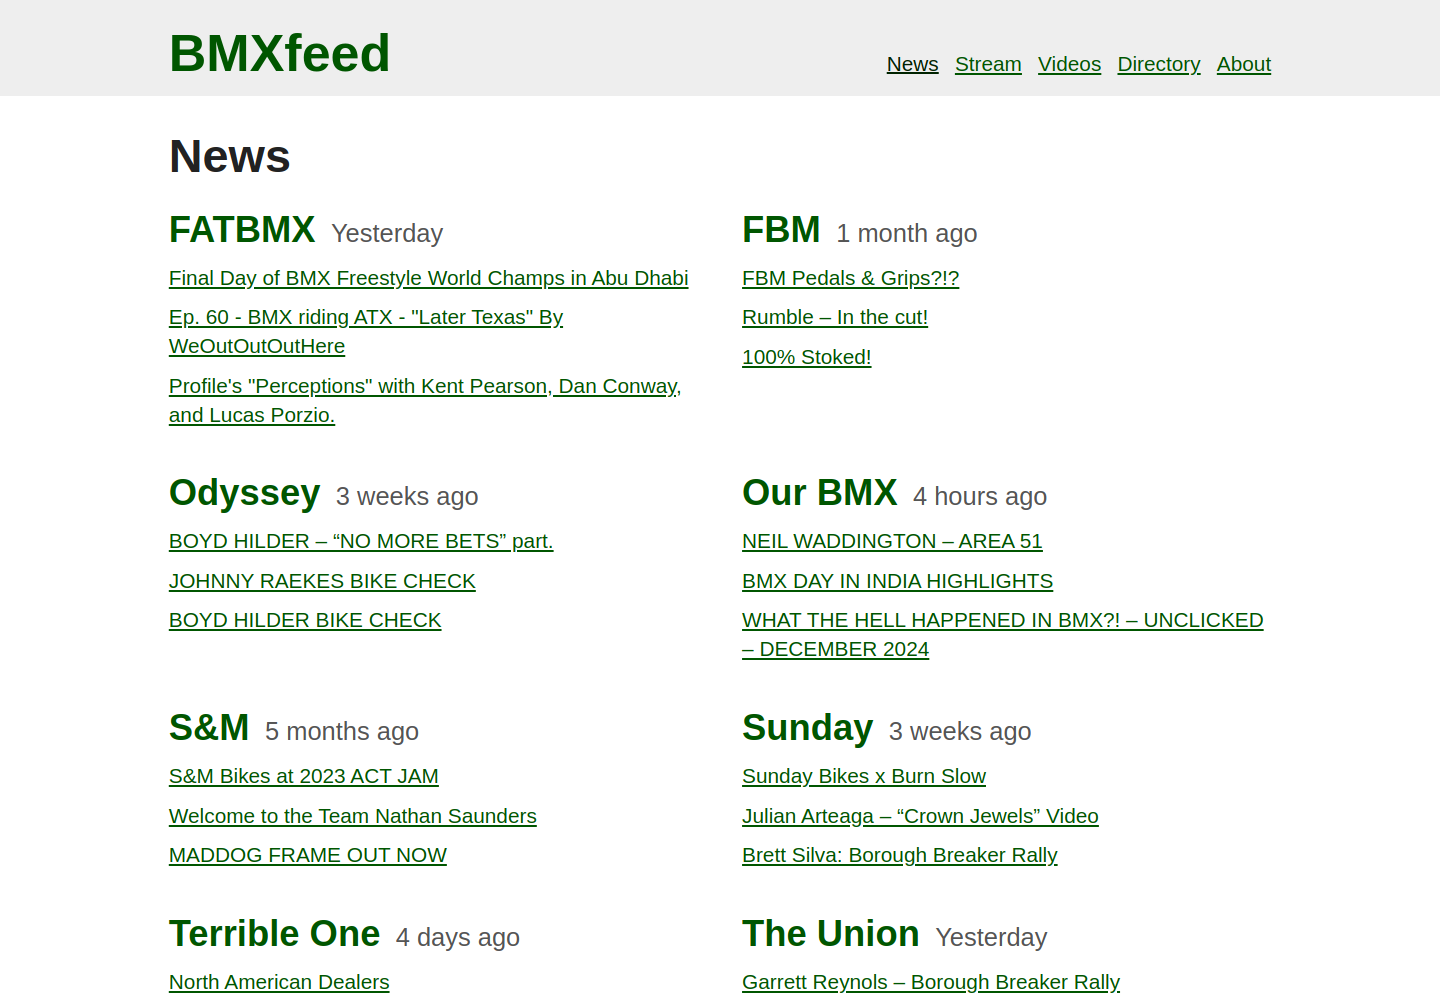 BMXfeed
News Stream Videos Directory About
News
FATBMX Yesterday
Final Day of BMX Freestyle World Champs in Abu Dhabi
Ep. 60 - BMX riding ATX - "Later Texas" By
WeOutOutOutHere
Profile's "Perceptions" with Kent Pearson, Dan Conway,
and Lucas Porzio.
FBM 1 month ago
FBM Pedals & Grips?!?
Rumble – In the cut!
100% Stoked!
Odyssey 3 weeks ago
BOYD HILDER – “NO MORE BETS” part.
JOHNNY RAEKES BIKE CHECK
BOYD HILDER BIKE CHECK
Our BMX 4 hours ago
NEIL WADDINGTON – AREA 51
BMX DAY IN INDIA HIGHLIGHTS
WHAT THE HELL HAPPENED IN BMX?! – UNCLICKED
– DECEMBER 2024
S&M 5 months ago
S&M Bikes at 2023 ACT JAM
Welcome to the Team Nathan Saunders
MADDOG FRAME OUT NOW
Sunday 3 weeks ago
Sunday Bikes x Burn Slow
Julian Arteaga – “Crown Jewels” Video
Brett Silva: Borough Breaker Rally
Terrible One 4 days ago
North American Dealers
The Union Yesterday
Garrett Reynols – Borough Breaker Rally